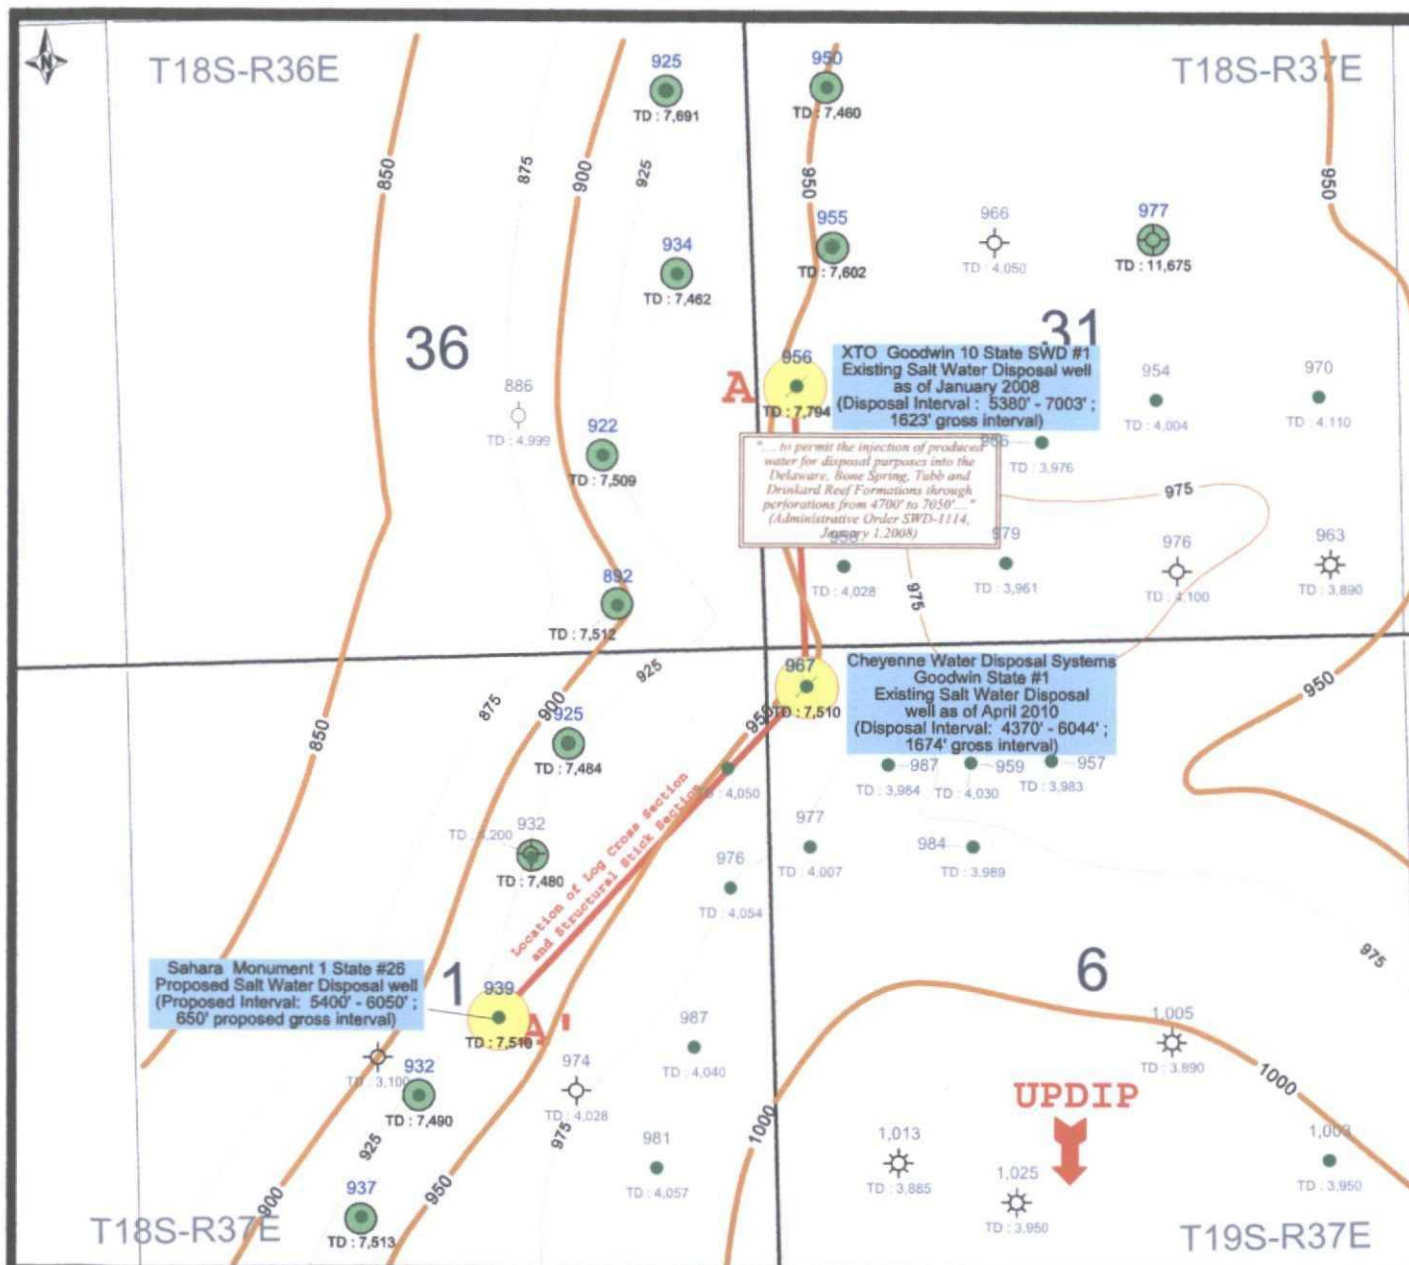 N
T18S-R36E
T18S-R37E
925
TD : 7,691
950
TD : 7,460
850
875
900
925
950
950
934
TD : 7,462
955
TD : 7,602
966
TD : 4.050
977
TD : 11,675
36
31
886
TD : 4,999
922
TD : 7,509
A
956
TD : 7,794
XTO Goodwin 10 State SWD #1
Existing Salt Water Disposal well
as of January 2008
(Disposal Interval : 5380' - 7003' ;
1623' gross interval)
954
TD : 4,004
970
TD : 4,110
TD : 3,976
"... to permit the injection of produced
water for disposal purposes into the
Delaware, Bone Spring, Tubb and
Drinkard Reef Formations through
perforations from 4700' to 7050'...."
(Administrative Order SWD-1114,
January 1,2008)
975
975
TD : 4,028
979
TD : 3,961
976
TD : 4,100
963
TD : 3,890
892
TD : 7,512
925
875
850
900
950
950
925
TD : 7,484
967
TD : 7,510
Cheyenne Water Disposal Systems
Goodwin State #1
Existing Salt Water Disposal
well as of April 2010
(Disposal Interval: 4370' - 6044' ;
1674' gross interval)
TD : 4,050
987
TD : 3,984
959
TD : 4,030
957
TD : 3,983
932
TD : 7,480
977
TD : 4,007
984
TD : 3.989
976
TD : 4,054
Location of Log Cross Section
and Structural Stick Section
975
Sahara Monument 1 State #26
Proposed Salt Water Disposal well
(Proposed Interval: 5400' - 6050' ;
650' proposed gross interval)
1
6
939
TD : 7,510
A'
TD : 3,100
932
TD : 7,490
974
TD : 4,028
987
TD : 4,040
1,005
TD : 3,890
1000
1000
UPDIP
925
975
981
TD : 4,057
1,013
TD : 3,885
1,025
TD : 3.950
TD : 3,950
900
950
937
TD : 7,513
T18S-R37E
T19S-R37E